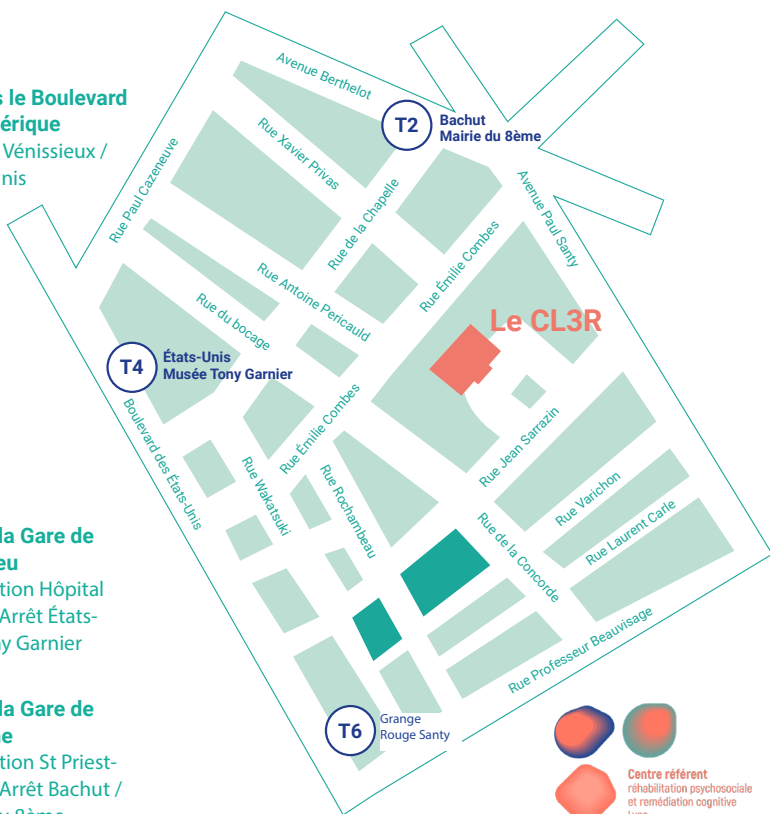 s le Boulevard
érique
Vénissieux /
nis
la Gare de
eu
tion Hôpital
Arrêt États-
y Garnier
la Gare de
ne
tion St Priest-
Arrêt Bachut /
Avenue Berthelot
T2
Bachut
Mairie du 8ème
Rue Xavier Privas
Rue Paul Cazeneuve
Rue de la Chapelle
Avenue Paul Santy
Rue Émilie Combes
Rue Antoine Pericauld
Rue du bocage
Le CL3R
T4
États-Unis
Musée Tony Garnier
Boulevard des États-Unis
Rue Émilie Combes
Rue Wakatsuki
Rue Rochambeau
Rue Jean Sarrazin
Rue Varichon
Rue Laurent Carle
Rue de la Concorde
Rue Professeur Beauvisage
T6
Grange
Rouge Santy
Centre référent
réhabilitation psychosociale
et remédiation cognitive